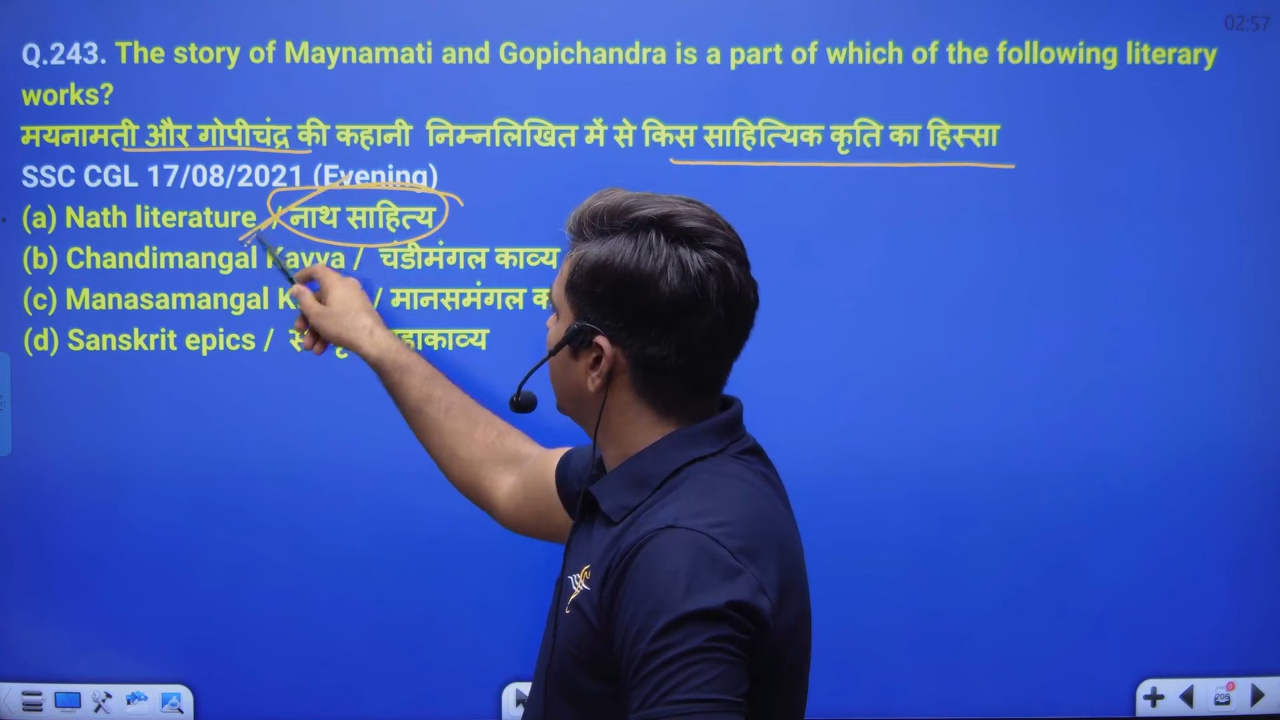 02:57
Q.243. The story of Maynamati and Gopichandra is a part of which of the following literary
works?
मयनामती और गोपीचंद्र की कहानी निम्नलिखित में से किस साहित्यिक कृति का हिस्सा
SSC CGL 17/08/2021 (Evening)
(a) Nath literature / नाथ साहित्य
(b) Chandimangal Kavya / चंडीमंगल काव्य
(c) Manasamangal / मानसमंगल
(d) Sanskrit epics /
206